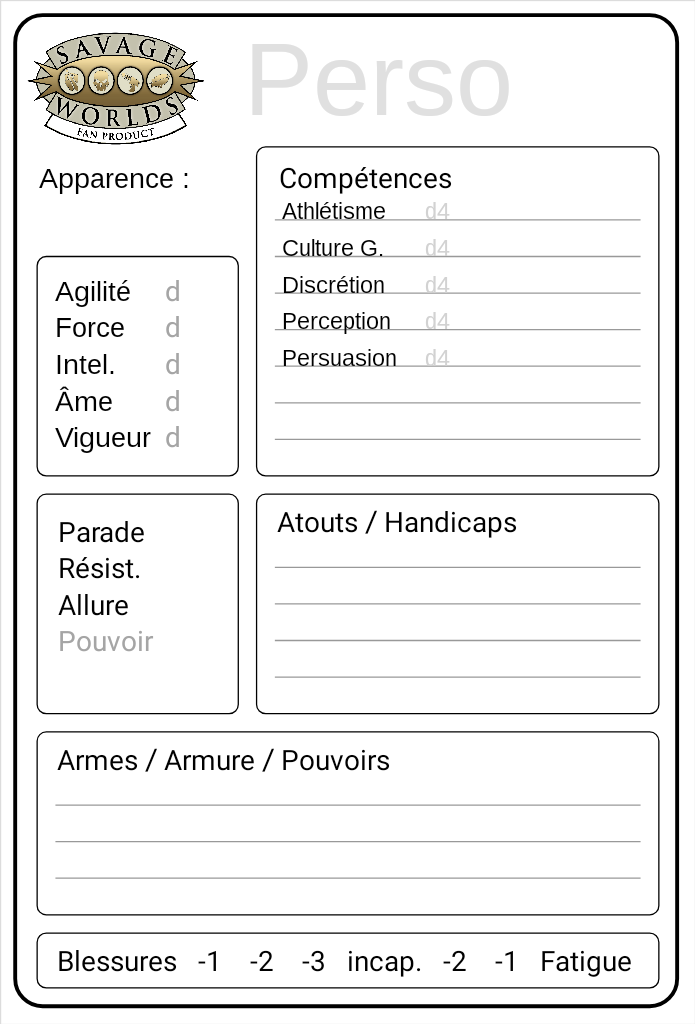 SAVAGE
WORLDS
FAN PRODUCT
Perso
Apparence :
Compétences
Athlétisme d4
Culture G. d4
Discrétion d4
Perception d4
Persuasion d4
Agilité d
Force d
Intel. d
Âme d
Vigueur d
Parade
Résist.
Allure
Pouvoir
Atouts / Handicaps
Armes / Armure / Pouvoirs
Blessures -1 -2 -3 incap. -2 -1 Fatigue